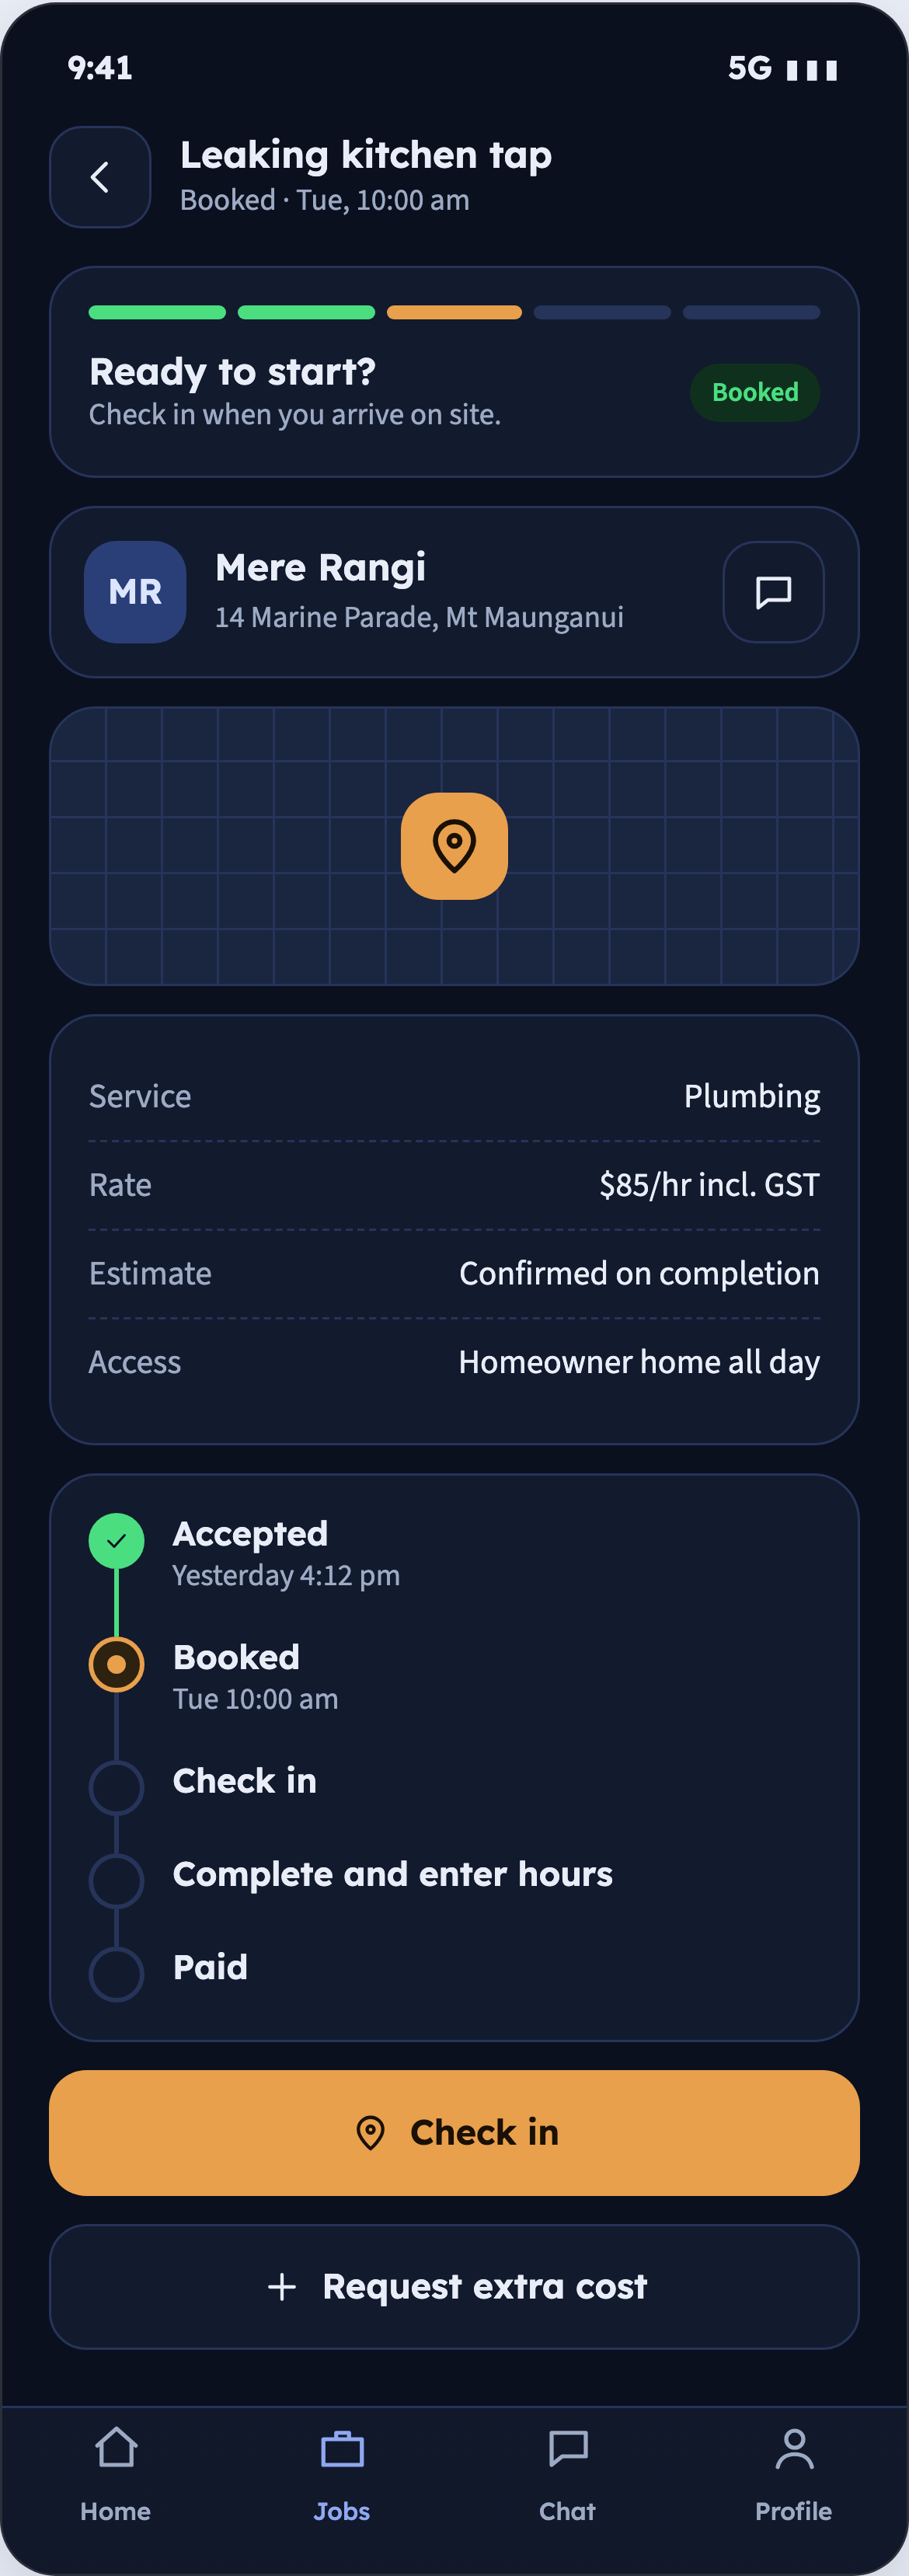 9:41
5G
Leaking kitchen tap
Booked · Tue, 10:00 am
Ready to start?
Check in when you arrive on site.
Booked
MR
Mere Rangi
14 Marine Parade, Mt Maunganui
Service
Plumbing
Rate
$85/hr incl. GST
Estimate
Confirmed on completion
Access
Homeowner home all day
Accepted
Yesterday 4:12 pm
Booked
Tue 10:00 am
Check in
Complete and enter hours
Paid
Check in
Request extra cost
Home
Jobs
Chat
Profile